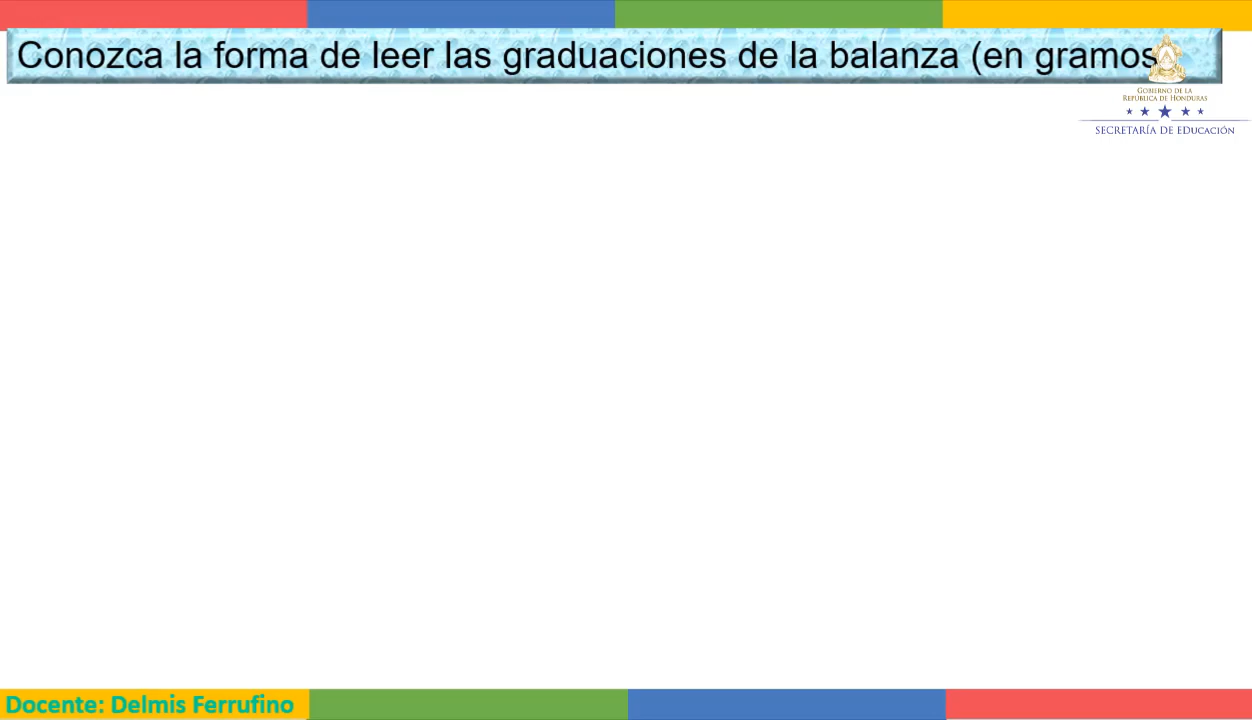 Conozca la forma de leer las graduaciones de la balanza (en gramos
GOBIERNO DE LA
REPÚBLICA DE HONDURAS
SECRETARÍA DE EDUCACIÓN
Docente: Delmis Ferrufino